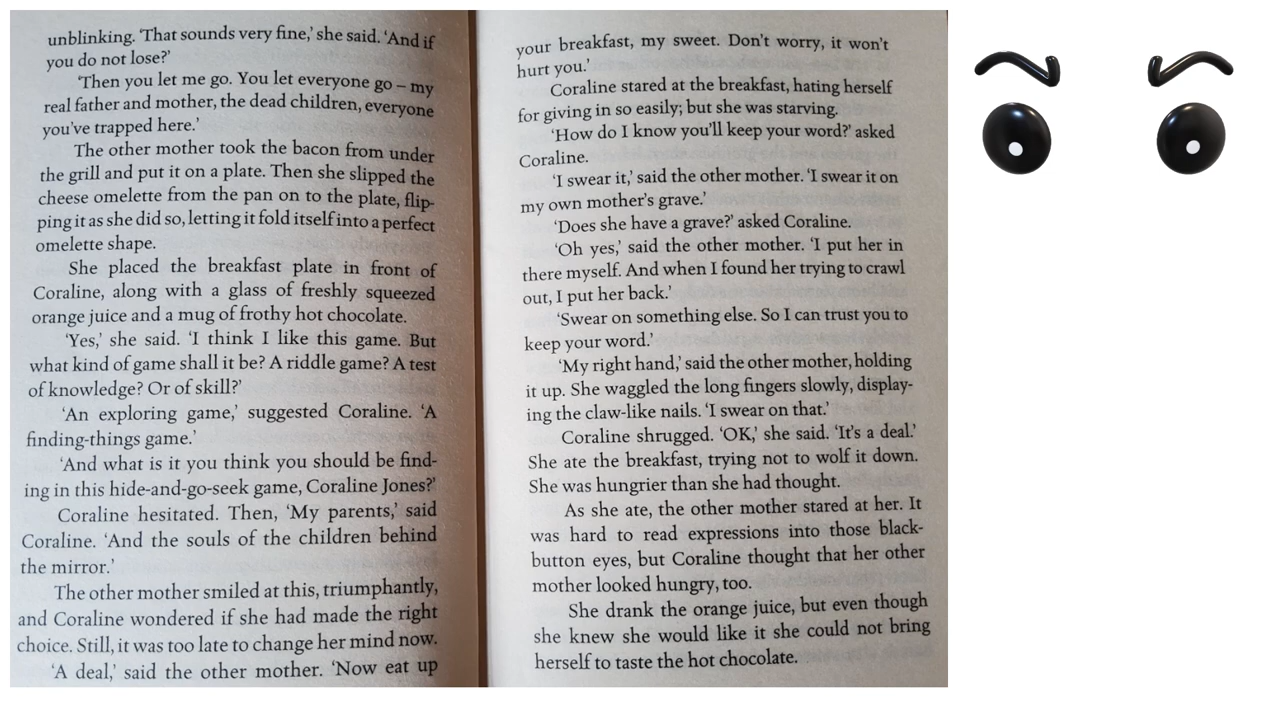 unblinking. ‘That sounds very fine,’ she said. ‘And if
you do not lose?’
‘Then you let me go. You let everyone go – my
real father and mother, the dead children, everyone
you’ve trapped here.’
The other mother took the bacon from under
the grill and put it on a plate. Then she slipped the
cheese omelette from the pan on to the plate, flip-
ping it as she did so, letting it fold itself into a perfect
omelette shape.
She placed the breakfast plate in front of
Coraline, along with a glass of freshly squeezed
orange juice and a mug of frothy hot chocolate.
‘Yes,’ she said. ‘I think I like this game. But
what kind of game shall it be? A riddle game? A test
of knowledge? Or of skill?’
‘An exploring game,’ suggested Coraline. ‘A
finding-things game.’
‘And what is it you think you should be find-
ing in this hide-and-go-seek game, Coraline Jones?’
Coraline hesitated. Then, ‘My parents,’ said
Coraline. ‘And the souls of the children behind
the mirror.’
The other mother smiled at this, triumphantly,
and Coraline wondered if she had made the right
choice. Still, it was too late to change her mind now.
‘A deal,’ said the other mother. ‘Now eat up
your breakfast, my sweet. Don’t worry, it won’t
hurt you.’
Coraline stared at the breakfast, hating herself
for giving in so easily; but she was starving.
‘How do I know you’ll keep your word?’ asked
Coraline.
‘I swear it,’ said the other mother. ‘I swear it on
my own mother’s grave.’
‘Does she have a grave?’ asked Coraline.
‘Oh yes,’ said the other mother. ‘I put her in
there myself. And when I found her trying to crawl
out, I put her back.’
‘Swear on something else. So I can trust you to
keep your word.’
‘My right hand,’ said the other mother, holding
it up. She waggled the long fingers slowly, display-
ing the claw-like nails. ‘I swear on that.’
Coraline shrugged. ‘OK,’ she said. ‘It’s a deal.’
She ate the breakfast, trying not to wolf it down.
She was hungrier than she had thought.
As she ate, the other mother stared at her. It
was hard to read expressions into those black-
button eyes, but Coraline thought that her other
mother looked hungry, too.
She drank the orange juice, but even though
she knew she would like it she could not bring
herself to taste the hot chocolate.